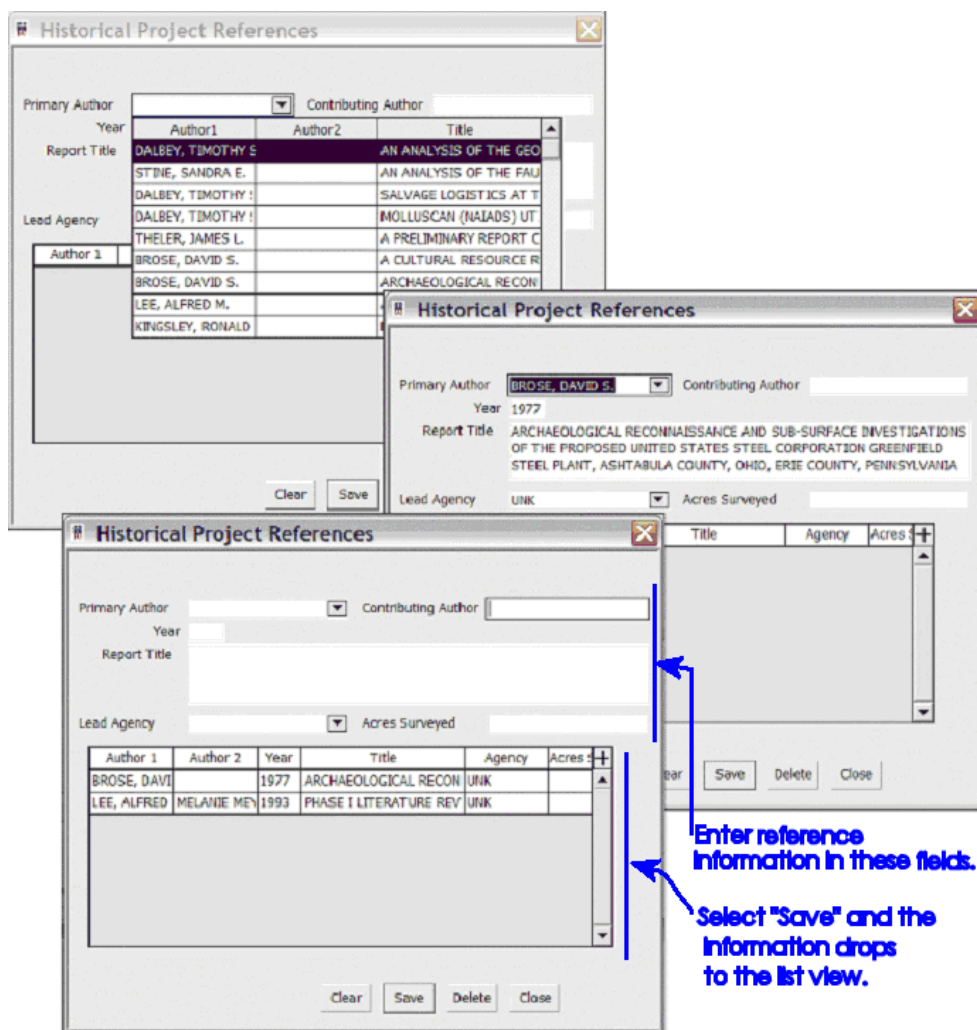 Historical Project References
Primary Author Contributing Author
Year Author1 Author2 Title
Report Title DALBEY, TIMOTHY S AN ANALYSIS OF THE GEO
STINE, SANDRA E. AN ANALYSIS OF THE FAU
DALBEY, TIMOTHY S SALVAGE LOGISTICS AT T
Lead Agency DALBEY, TIMOTHY S MOLLUSCAN (NAIADS) UT
THELER, JAMES L. A PRELIMINARY REPORT C
Author 1 BROSE, DAVID S. A CULTURAL RESOURCE R
BROSE, DAVID S. ARCHAEOLOGICAL RECON
LEE, ALFRED M.
KINGSLEY, RONALD
Clear Save
Historical Project References
Primary Author BROSE, DAVID S. Contributing Author
Year 1977
Report Title ARCHAEOLOGICAL RECONNAISSANCE AND SUB-SURFACE INVESTIGATIONS
OF THE PROPOSED UNITED STATES STEEL CORPORATION GREENFIELD
STEEL PLANT, ASHTABULA COUNTY, OHIO, ERIE COUNTY, PENNSYLVANIA
Lead Agency UNK Acres Surveyed
Title Agency Acres S
ear Save Delete Close
Historical Project References
Primary Author Contributing Author
Year
Report Title
Lead Agency Acres Surveyed
Author 1 Author 2 Year Title Agency Acres S
BROSE, DAVI 1977 ARCHAEOLOGICAL RECON UNK
LEE, ALFRED MELANIE MEY 1993 PHASE I LITERATURE REV UNK
Clear Save Delete Close
Enter reference
information in these fields.
Select "Save" and the
information drops
to the list view.